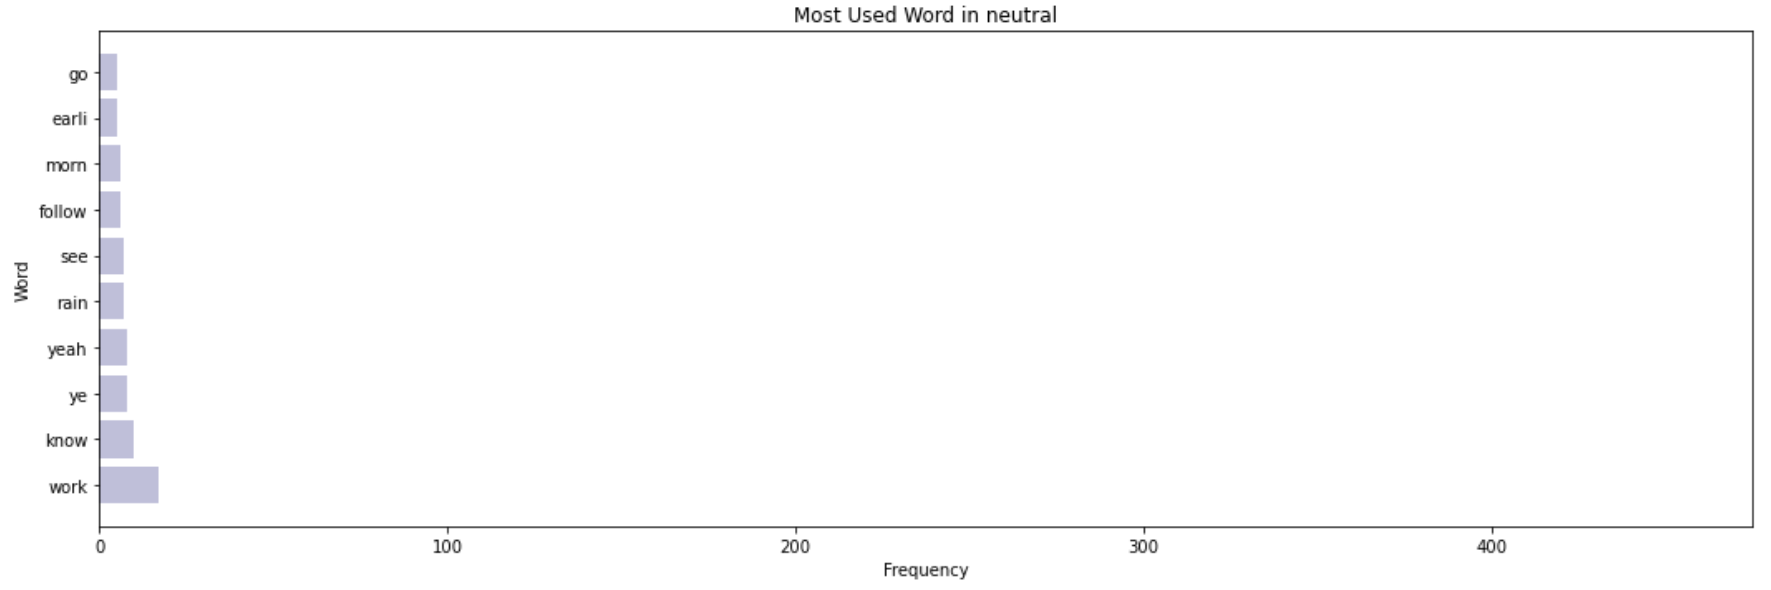 Most Used Word in neutral
go
earli
morn
follow
see
rain
yeah
ye
know
work
Word
0 100 200 300 400
Frequency